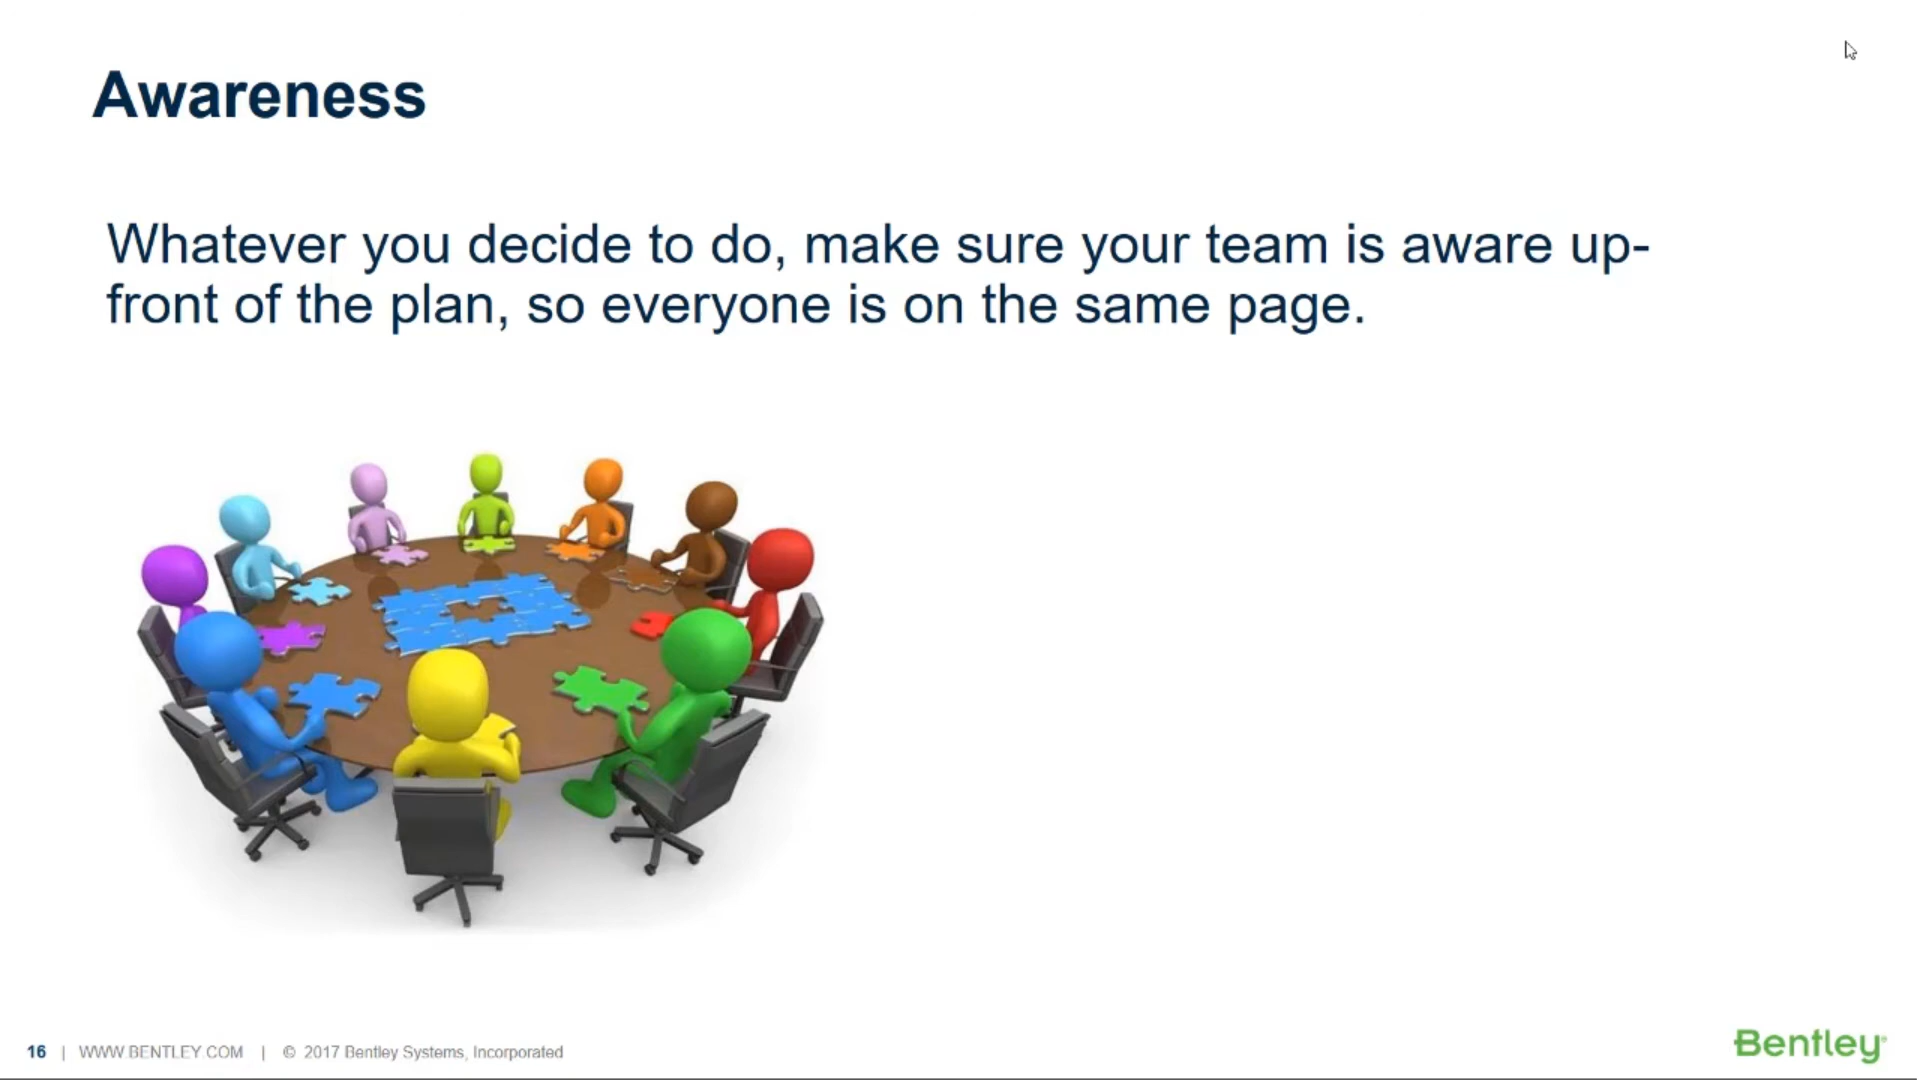 Awareness
Whatever you decide to do, make sure your team is aware up-
front of the plan, so everyone is on the same page.
16 | WWW.BENTLEY.COM | © 2017 Bentley Systems, Incorporated
Bentley®